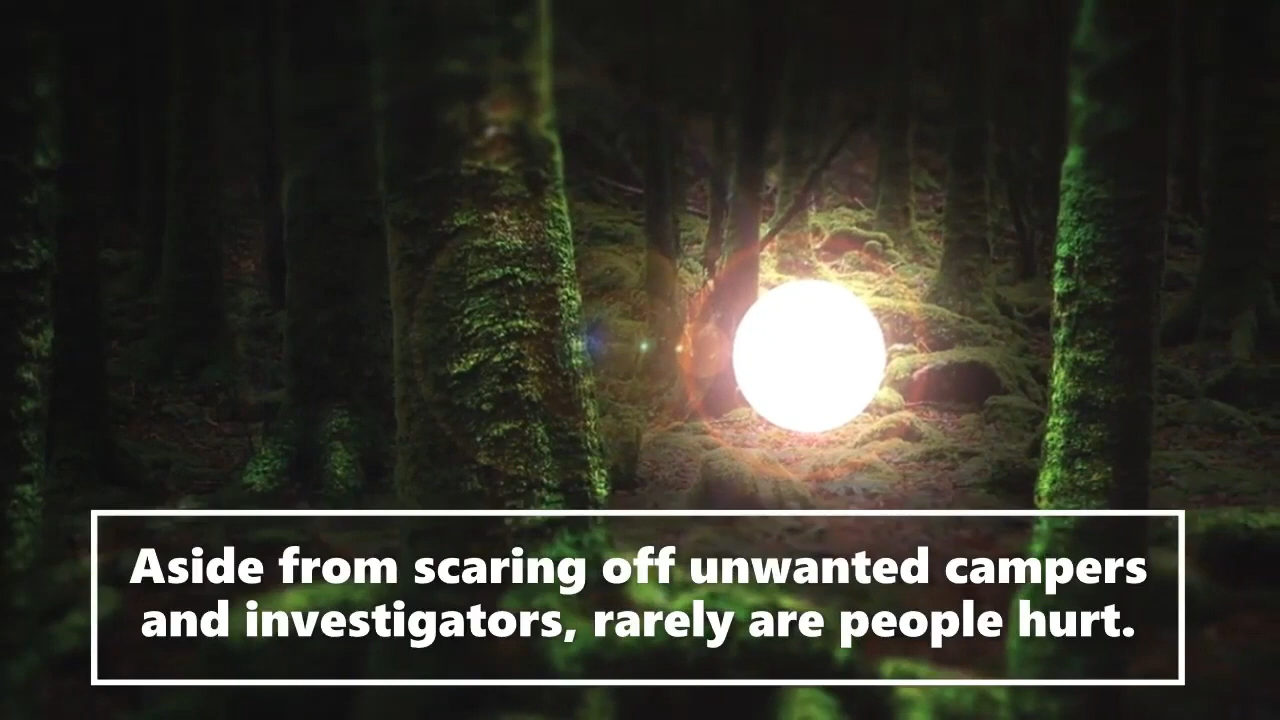 Aside from scaring off unwanted campers
and investigators, rarely are people hurt.